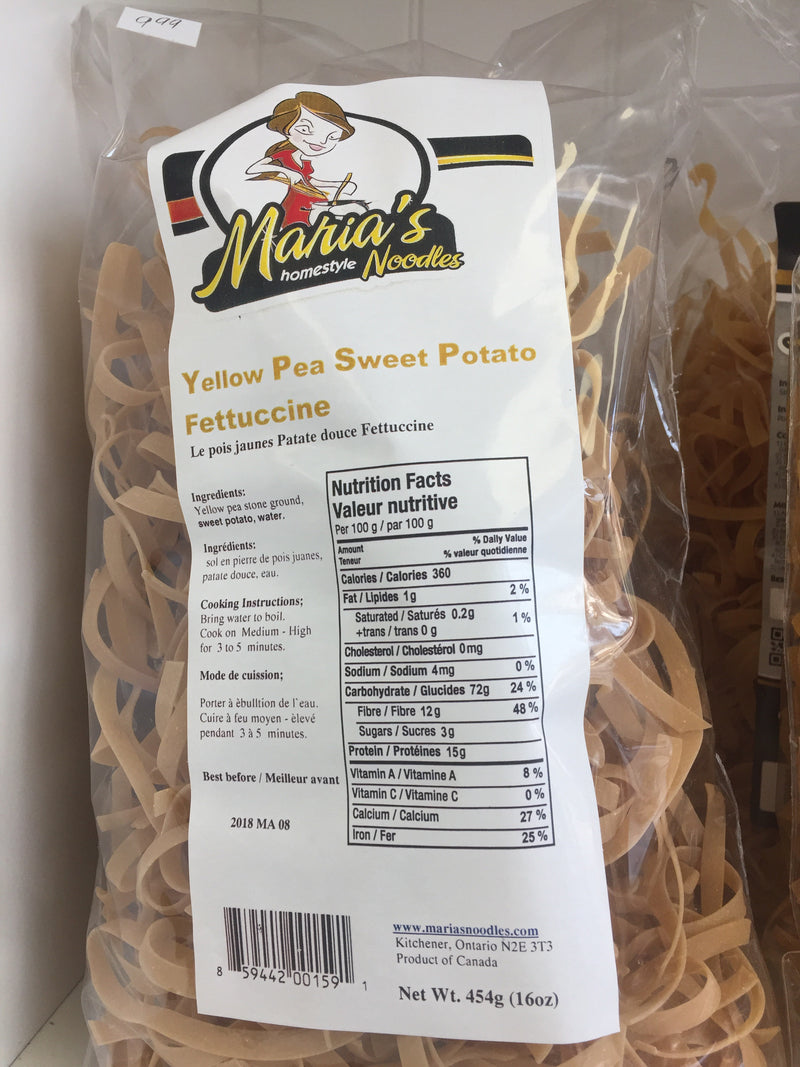 9.99
Maria's
homestyle Noodles
Yellow Pea Sweet Potato
Fettuccine
Le pois jaunes Patate douce Fettuccine
Ingredients:
Yellow pea stone ground,
sweet potato, water.
Ingrédients:
sol en pierre de pois juanes,
patate douce, eau.
Cooking Instructions;
Bring water to boil.
Cook on Medium - High
for 3 to 5 minutes.
Mode de cuission;
Porter à ébulltion de l'eau.
Cuire à feu moyen - èlevé
pendant 3 à 5 minutes.
Best before / Meilleur avant
2018 MA 08
Nutrition Facts
Valeur nutritive
Per 100 g / par 100 g
Amount % Daily Value
Teneur % valeur quotidienne
Calories / Calories 360
Fat / Lipides 1g 2 %
Saturated / Saturés 0.2g 1 %
+trans / trans 0 g
Cholesterol / Cholestérol 0mg
Sodium / Sodium 4mg 0 %
Carbohydrate / Glucides 72g 24 %
Fibre / Fibre 12g 48 %
Sugars / Sucres 3g
Protein / Protéines 15g
Vitamin A / Vitamine A 8 %
Vitamin C / Vitamine C 0 %
Calcium / Calcium 27 %
Iron / Fer 25 %
8 59442 00159 1
www.mariasnoodles.com
Kitchener, Ontario N2E 3T3
Product of Canada
Net Wt. 454g (16oz)